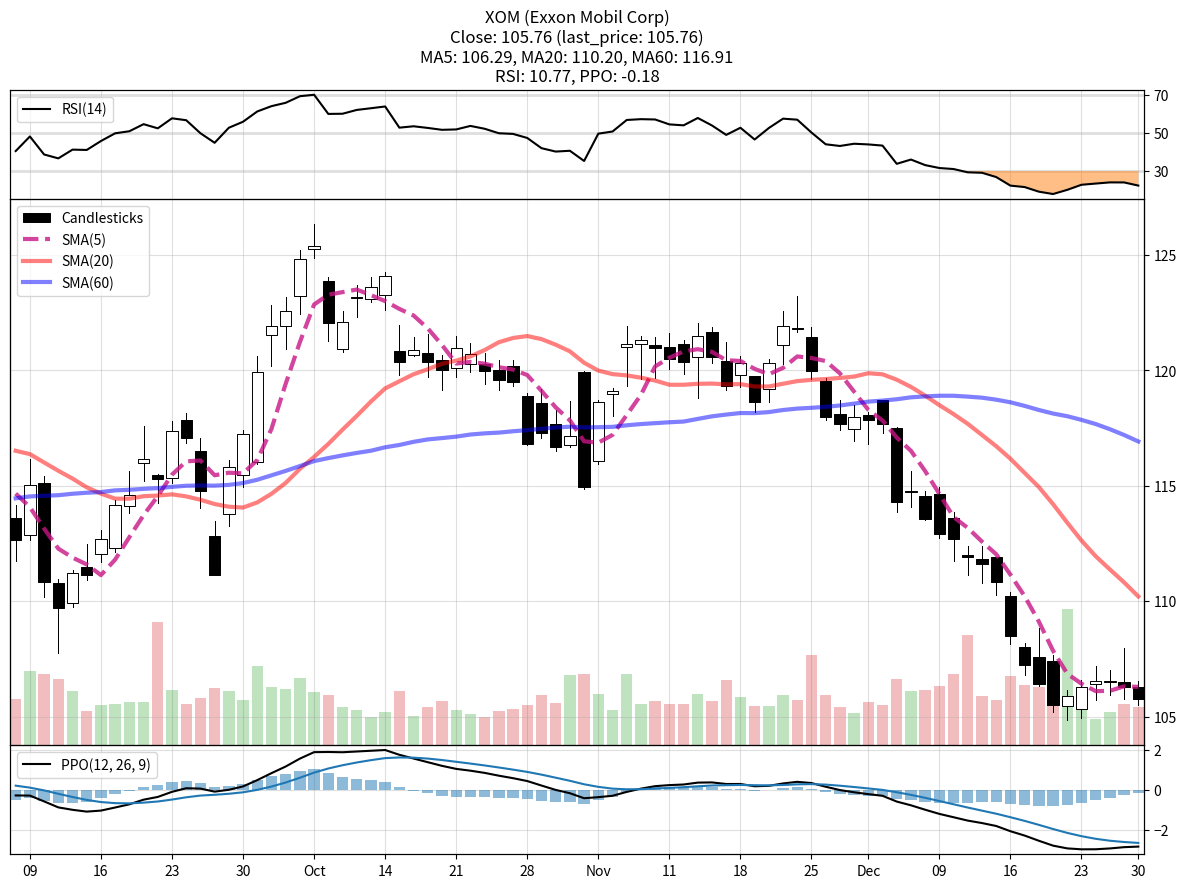 XOM (Exxon Mobil Corp)
Close: 105.76 (last_price: 105.76)
MA5: 106.29, MA20: 110.20, MA60: 116.91
RSI: 10.77, PPO: -0.18
RSI(14)
70
50
30
Candlesticks
SMA(5)
SMA(20)
SMA(60)
125
120
115
110
105
PPO(12, 26, 9)
2
0
−2
09 16 23 30 Oct 14 21 28 Nov 11 18 25 Dec 09 16 23 30